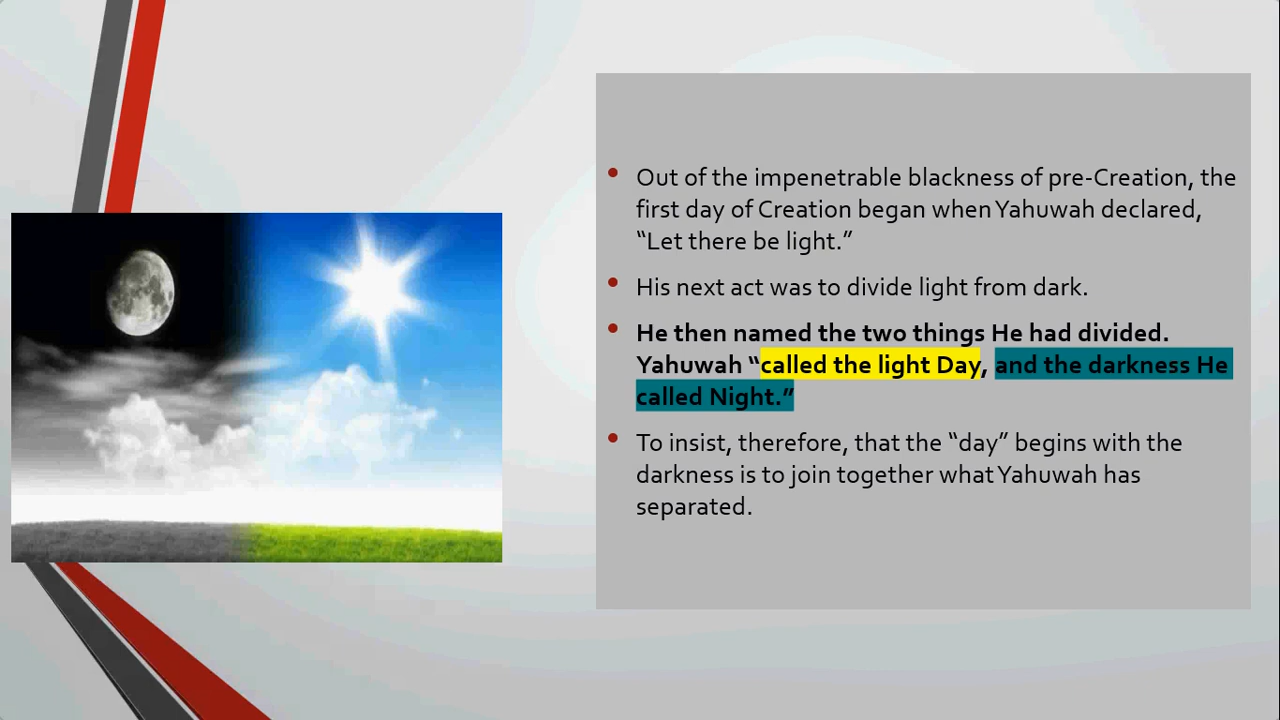 • Out of the impenetrable blackness of pre-Creation, the
first day of Creation began when Yahuwah declared,
“Let there be light.”
• His next act was to divide light from dark.
• He then named the two things He had divided.
Yahuwah “called the light Day, and the darkness He
called Night.”
• To insist, therefore, that the “day” begins with the
darkness is to join together what Yahuwah has
separated.